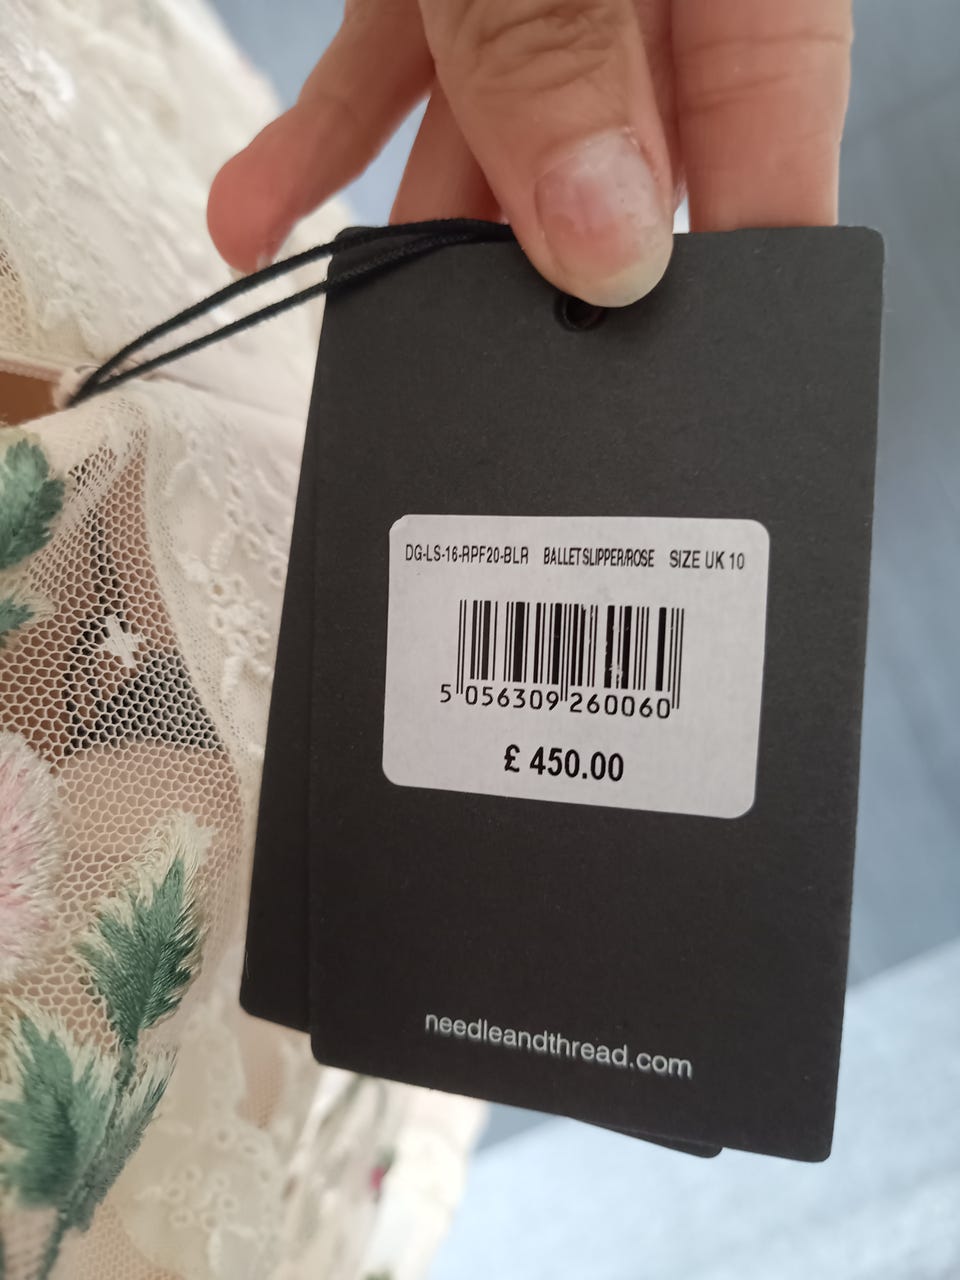 DG-LS-16-RPF20-BLR BALLETSLIPPER/ROSE SIZE UK 10
5 056309 260060
£ 450.00
needleandthread.com